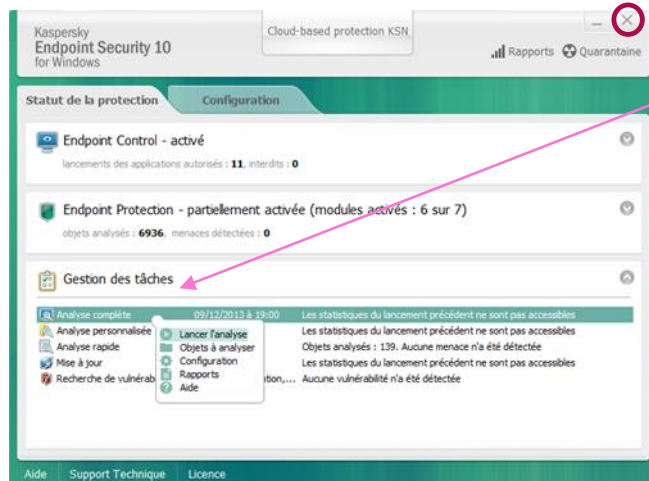 Kaspersky
Endpoint Security 10
for Windows
Cloud-based protection KSN
Rapports Quarantaine
Statut de la protection Configuration
Endpoint Control - activé
lancements des applications autorisés : 11, interdits : 0
Endpoint Protection - partiellement activée (modules activés : 6 sur 7)
objets analysés : 6936, menaces détectées : 0
Gestion des tâches
Analyse complète 09/12/2013 à 19:00 Les statistiques du lancement précédent ne sont pas accessibles
Analyse personnalisée Lancer l'analyse Les statistiques du lancement précédent ne sont pas accessibles
Analyse rapide Objets à analyser Objets analysés : 139. Aucune menace n'a été détectée
Mise à jour Configuration Les statistiques du lancement précédent ne sont pas accessibles
Recherche de vulnérab Rapports tion,... Aucune vulnérabilité n'a été détectée
Aide
Aide Support Technique Licence